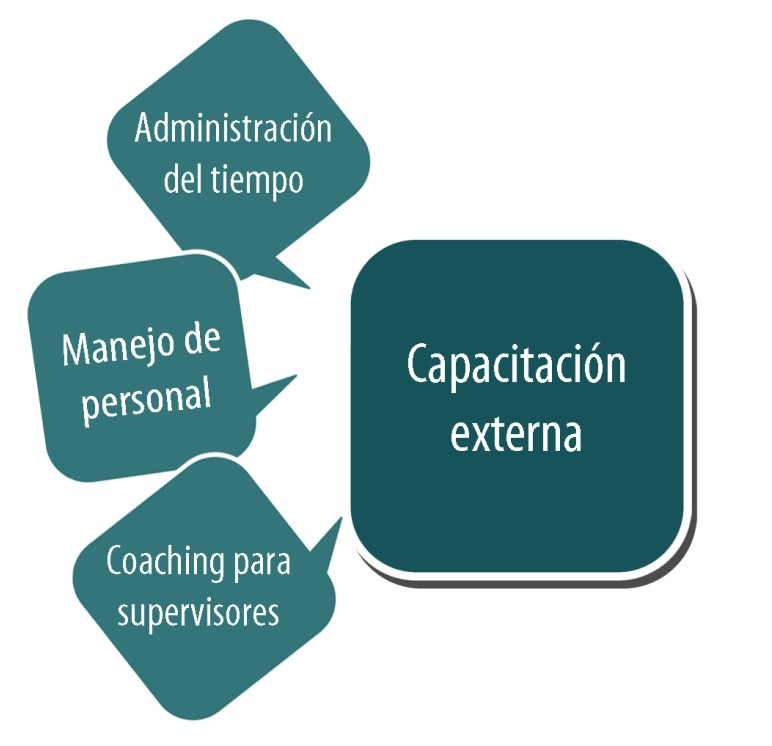 Administración
del tiempo
Manejo de
personal
Coaching para
supervisores
Capacitación
externa